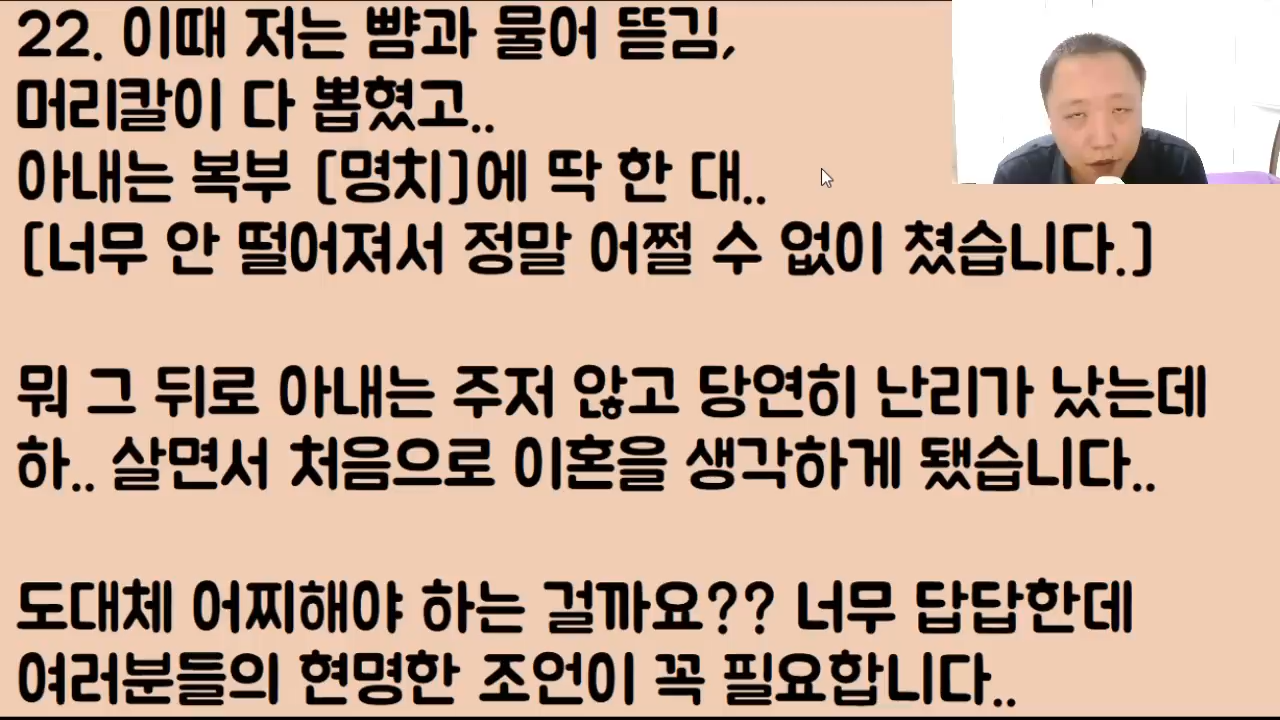 22. 이때 저는 뺨과 물어 뜯김,
머리칼이 다 뽑혔고..
아내는 복부 [명치]에 딱 한 대..
[너무 안 떨어져서 정말 어쩔 수 없이 쳤습니다.]
뭐 그 뒤로 아내는 주저 않고 당연히 난리가 났는데
하.. 살면서 처음으로 이혼을 생각하게 됐습니다..
도대체 어찌해야 하는 걸까요?? 너무 답답한데
여러분들의 현명한 조언이 꼭 필요합니다..